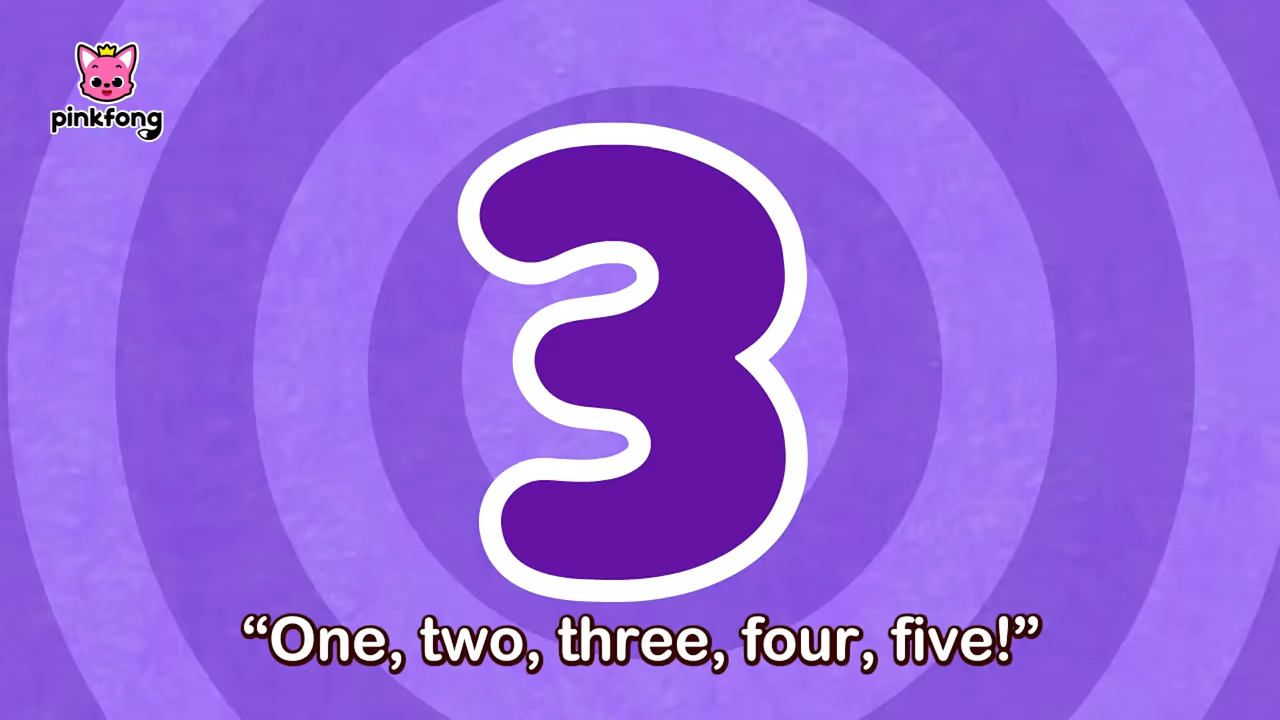 pinkfong
3
“One, two, three, four, five!”